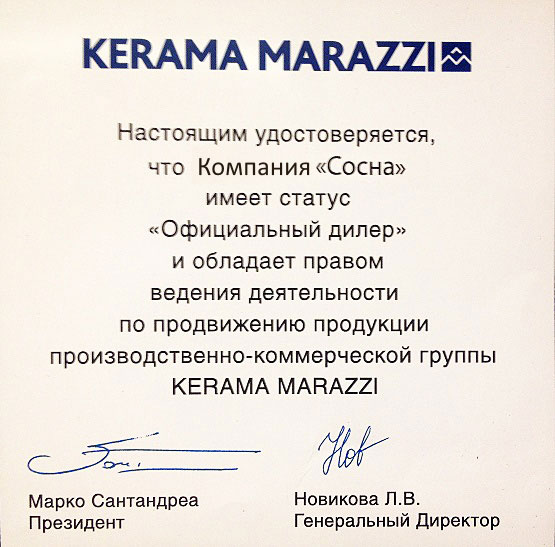 KERAMA MARAZZI
Настоящим удостоверяется,
что Компания «Сосна»
имеет статус
«Официальный дилер»
и обладает правом
ведения деятельности
по продвижению продукции
производственно-коммерческой группы
KERAMA MARAZZI
Марко Сантандреа
Президент
Новикова Л.В.
Генеральный Директор